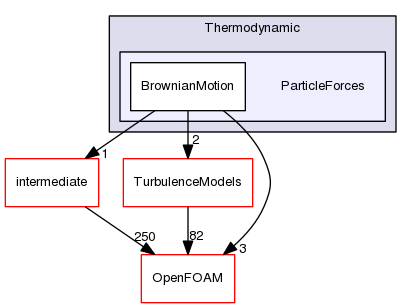 Thermodynamic
BrownianMotion
ParticleForces
1
2
intermediate
TurbulenceModels
250
82
3
OpenFOAM